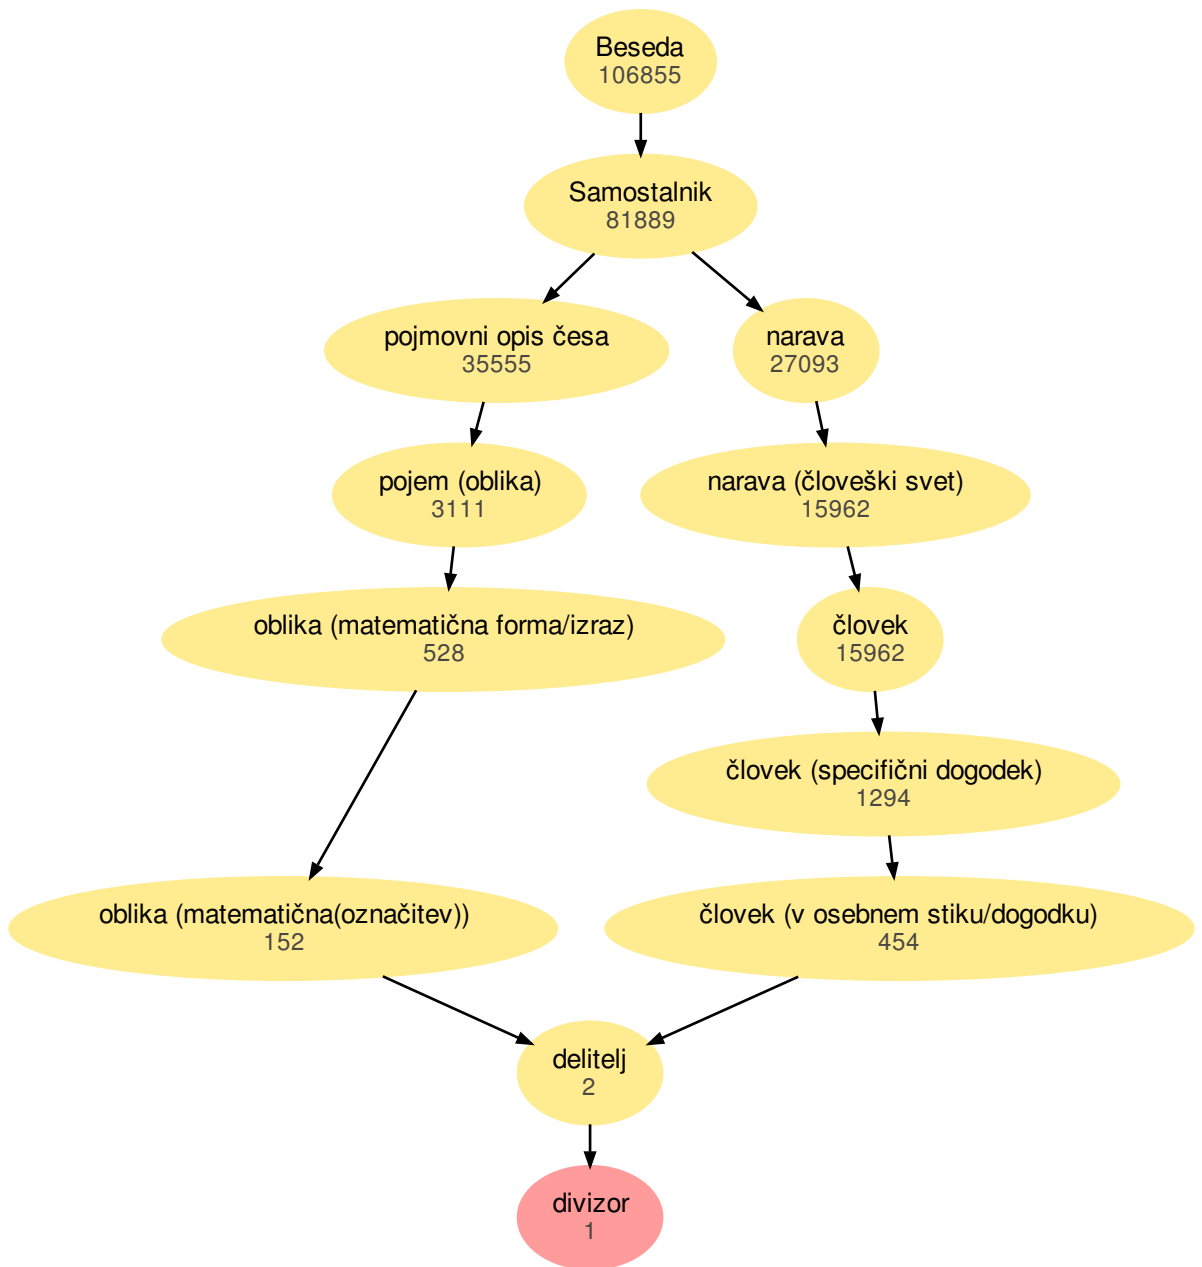 Beseda
106855
Samostalnik
81889
pojmovni opis česa
35555
narava
27093
pojem (oblika)
3111
narava (človeški svet)
15962
oblika (matematična forma/izraz)
528
človek
15962
človek (specifični dogodek)
1294
oblika (matematična(označitev))
152
človek (v osebnem stiku/dogodku)
454
delitelj
2
divizor
1